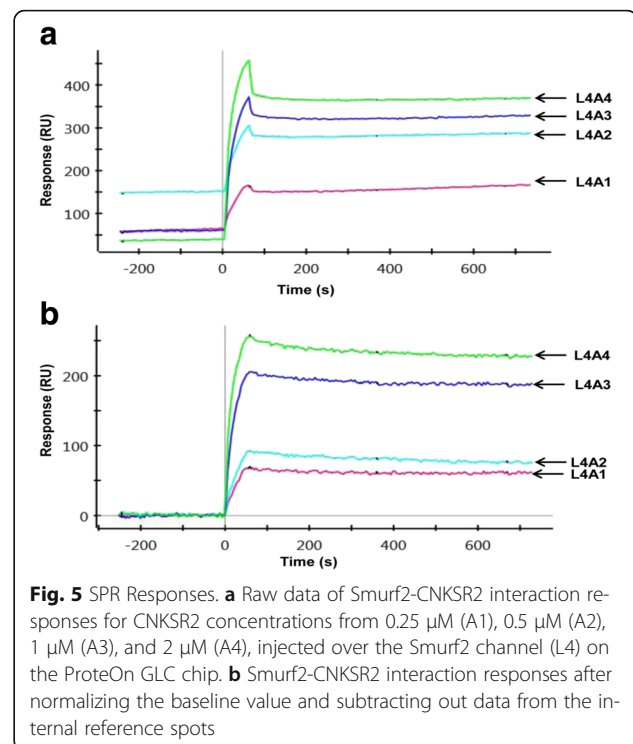 a
Response (RU)
400
300
200
100
L4A4
L4A3
L4A2
L4A1
-200 0 200 400 600
Time (s)
b
Response (RU)
200
100
0
L4A4
L4A3
L4A2
L4A1
-200 0 200 400 600
Time (s)
Fig. 5 SPR Responses. a Raw data of Smurf2-CNKSR2 interaction re-
sponses for CNKSR2 concentrations from 0.25 μM (A1), 0.5 μM (A2),
1 μM (A3), and 2 μM (A4), injected over the Smurf2 channel (L4) on
the ProteOn GLC chip. b Smurf2-CNKSR2 interaction responses after
normalizing the baseline value and subtracting out data from the in-
ternal reference spots